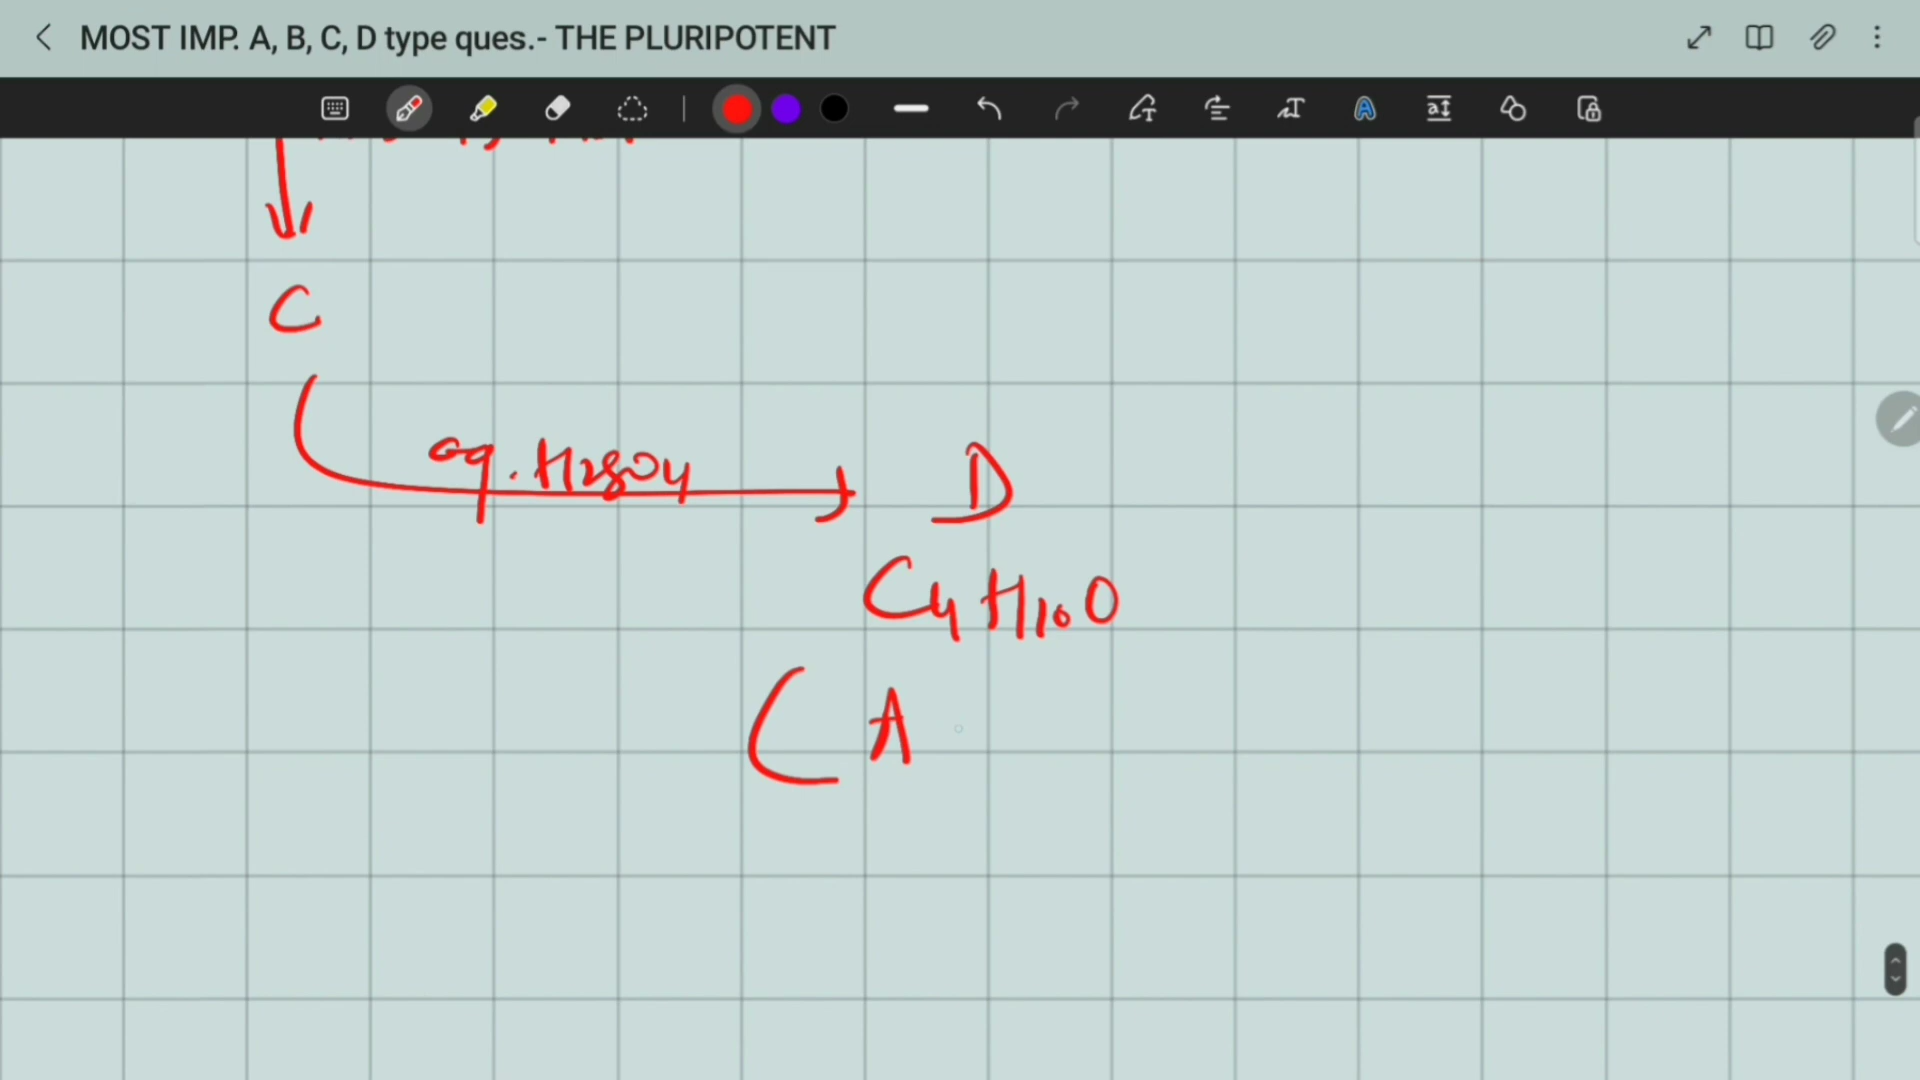 MOST IMP. A, B, C, D type ques.- THE PLURIPOTENT
C
aq. H2SO4 D
C4H10O
( A